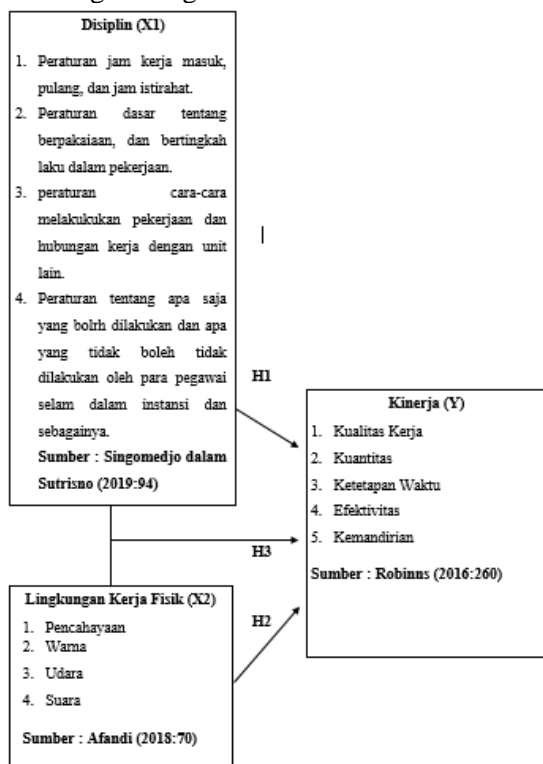 Disiplin (X1)
1. Peraturan jam kerja masuk,
pulang, dan jam istirahat.
2. Peraturan dasar tentang
berpakaiaan, dan bertingkah
laku dalam pekerjaan.
3. peraturan cara-cara
melakukukan pekerjaan dan
hubungan kerja dengan unit
lain.
4. Peraturan tentang apa saja
yang bolrh dilakukan dan apa
yang tidak boleh tidak
dilakukan oleh para pegawai
selam dalam instansi dan
sebagainya.
Sumber : Singomedjo dalam
Sutrisno (2019:94)
H1
Kinerja (Y)
1. Kualitas Kerja
2. Kuantitas
3. Ketetapan Waktu
4. Efektivitas
5. Kemandirian
Sumber : Robinns (2016:260)
H3
Lingkungan Kerja Fisik (X2)
1. Pencahayaan
2. Warna
3. Udara
4. Suara
Sumber : Afandi (2018:70)
H2